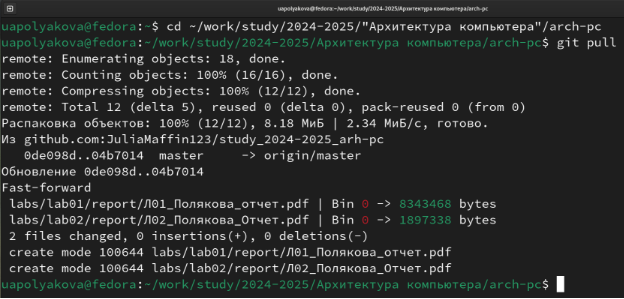 uapolyakova@fedora:~/work/study/2024-2025/Архитектура компьютера/arch-pc
uapolyakova@fedora:~$ cd ~/work/study/2024-2025/"Архитектура компьютера"/arch-pc
uapolyakova@fedora:~/work/study/2024-2025/Архитектура компьютера/arch-pc$ git pull
remote: Enumerating objects: 18, done.
remote: Counting objects: 100% (16/16), done.
remote: Compressing objects: 100% (12/12), done.
remote: Total 12 (delta 5), reused 0 (delta 0), pack-reused 0 (from 0)
Распаковка объектов: 100% (12/12), 8.18 МиБ | 2.34 МиБ/с, готово.
Из github.com:JuliaMaffin123/study_2024-2025_arh-pc
0de098d..04b7014 master -> origin/master
Обновление 0de098d..04b7014
Fast-forward
labs/lab01/report/Л01_Полякова_отчет.pdf | Bin 0 -> 8343468 bytes
labs/lab02/report/Л02_Полякова_отчет.pdf | Bin 0 -> 1897338 bytes
2 files changed, 0 insertions(+), 0 deletions(-)
create mode 100644 labs/lab01/report/Л01_Полякова_отчет.pdf
create mode 100644 labs/lab02/report/Л02_Полякова_отчет.pdf
uapolyakova@fedora:~/work/study/2024-2025/Архитектура компьютера/arch-pc$